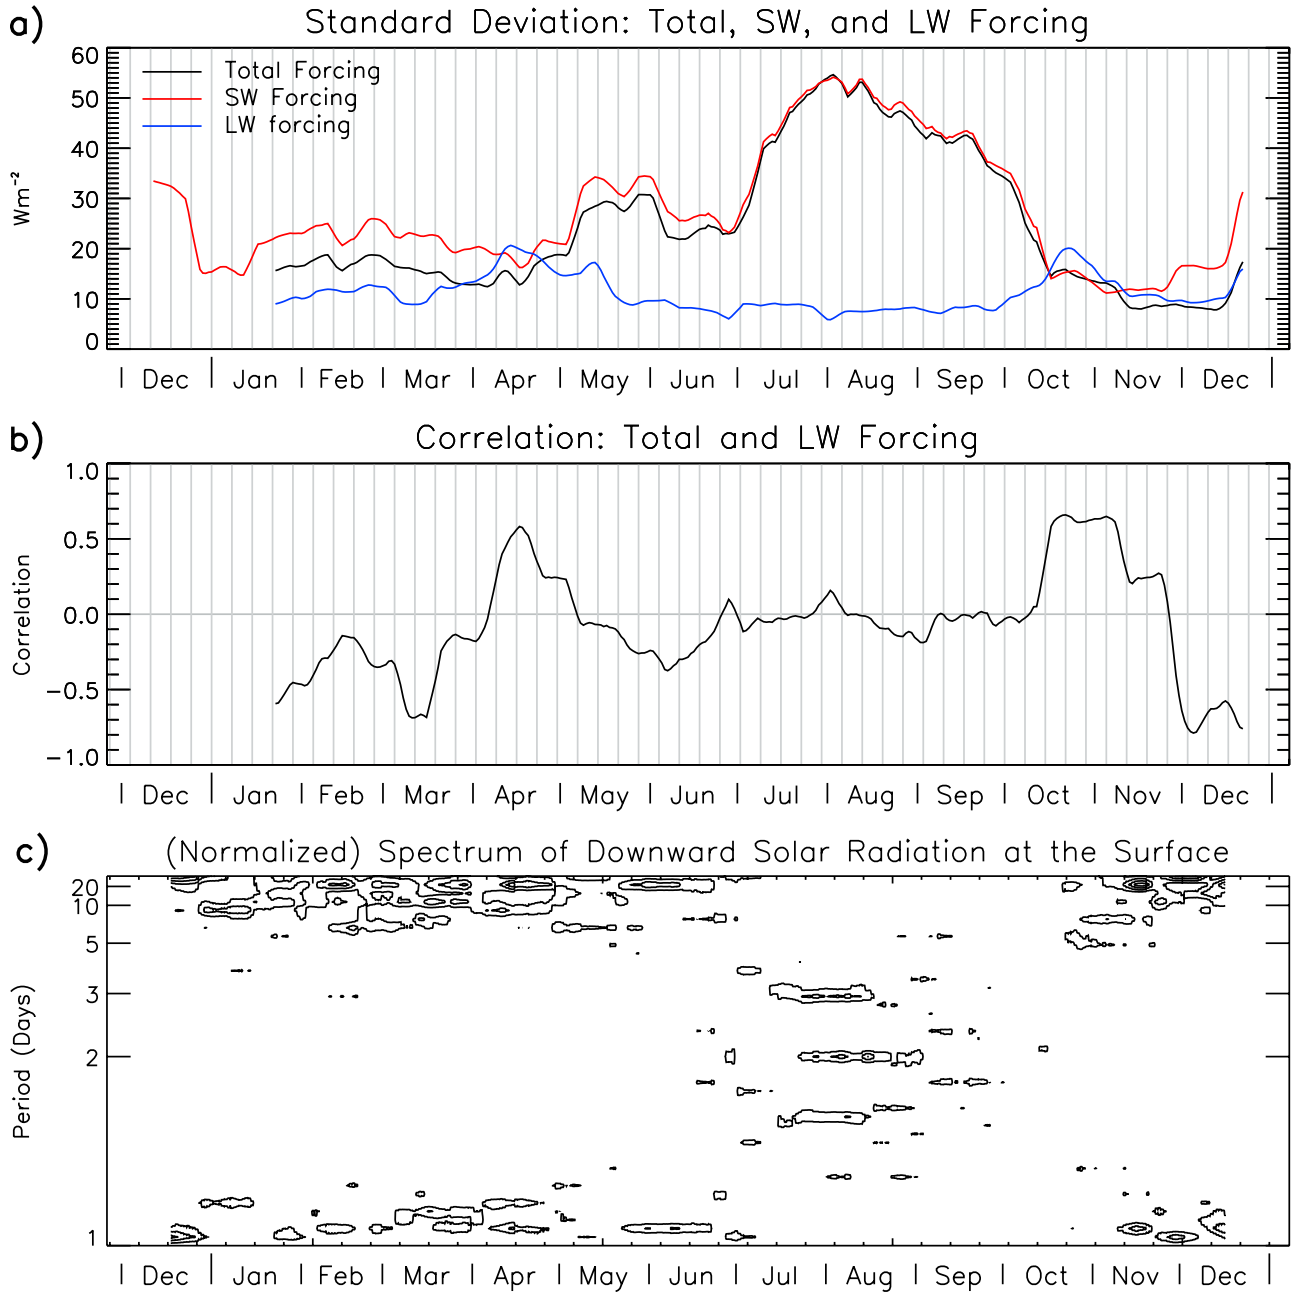 a)
Standard Deviation: Total, SW, and LW Forcing
60
50
40
30
20
10
0
Wm⁻²
Total Forcing
SW Forcing
LW forcing
Dec Jan Feb Mar Apr May Jun Jul Aug Sep Oct Nov Dec
b)
Correlation: Total and LW Forcing
1.0
0.5
0.0
−0.5
−1.0
Correlation
Dec Jan Feb Mar Apr May Jun Jul Aug Sep Oct Nov Dec
c)
(Normalized) Spectrum of Downward Solar Radiation at the Surface
20
10
5
3
2
1
Period (Days)
Dec Jan Feb Mar Apr May Jun Jul Aug Sep Oct Nov Dec